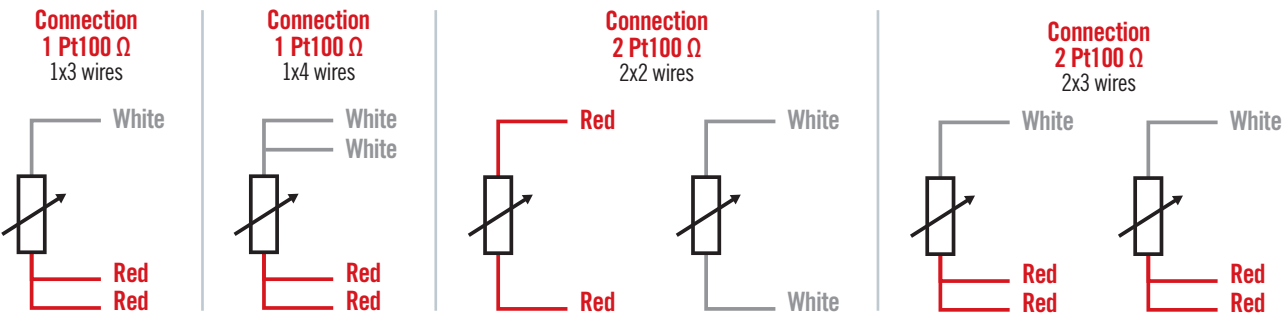 Connection
1 Pt100 Ω
1x3 wires
White
Red
Red
Connection
1 Pt100 Ω
1x4 wires
White
White
Red
Red
Connection
2 Pt100 Ω
2x2 wires
Red
Red
White
White
Connection
2 Pt100 Ω
2x3 wires
White
Red
Red
White
Red
Red